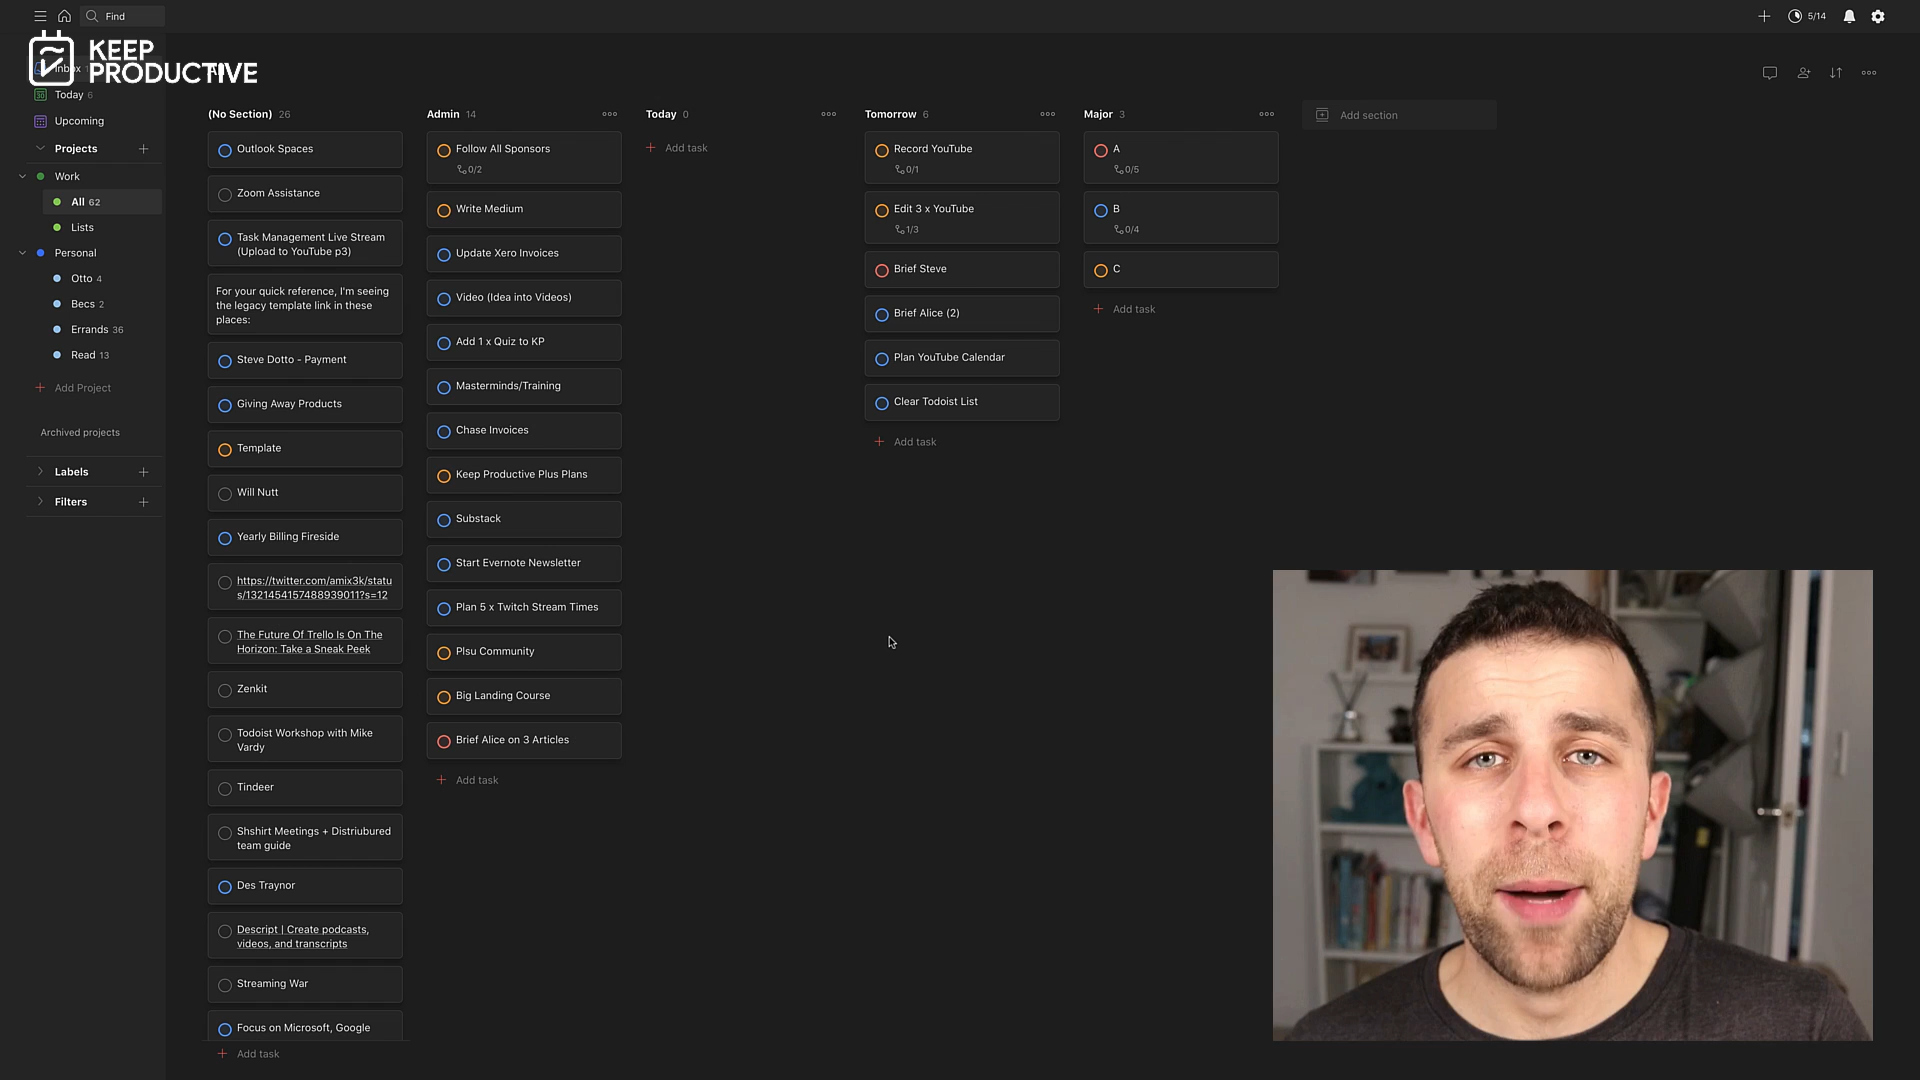 Find
5/14
KEEP
PRODUCTIVE
Inbox
Today 6
Upcoming
Projects
Work
All 62
Lists
Personal
Otto 4
Becs 2
Errands 36
Read 13
Add Project
Archived projects
Labels
Filters
(No Section) 26
Outlook Spaces
Zoom Assistance
Task Management Live Stream
(Upload to YouTube p3)
For your quick reference, I'm seeing
the legacy template link in these
places:
Steve Dotto - Payment
Giving Away Products
Template
Will Nutt
Yearly Billing Fireside
https://twitter.com/amix3k/statu
s/1321454157488939011?s=12
The Future Of Trello Is On The
Horizon: Take a Sneak Peek
Zenkit
Todoist Workshop with Mike
Vardy
Tindeer
Shshirt Meetings + Distriubured
team guide
Des Traynor
Descript | Create podcasts,
videos, and transcripts
Streaming War
Focus on Microsoft, Google
Add task
Admin 14
Follow All Sponsors
0/2
Write Medium
Update Xero Invoices
Video (Idea into Videos)
Add 1 x Quiz to KP
Masterminds/Training
Chase Invoices
Keep Productive Plus Plans
Substack
Start Evernote Newsletter
Plan 5 x Twitch Stream Times
Plsu Community
Big Landing Course
Brief Alice on 3 Articles
Add task
Today 0
Add task
Tomorrow 6
Record YouTube
0/1
Edit 3 x YouTube
1/3
Brief Steve
Brief Alice (2)
Plan YouTube Calendar
Clear Todoist List
Add task
Major 3
A
0/5
B
0/4
C
Add task
Add section